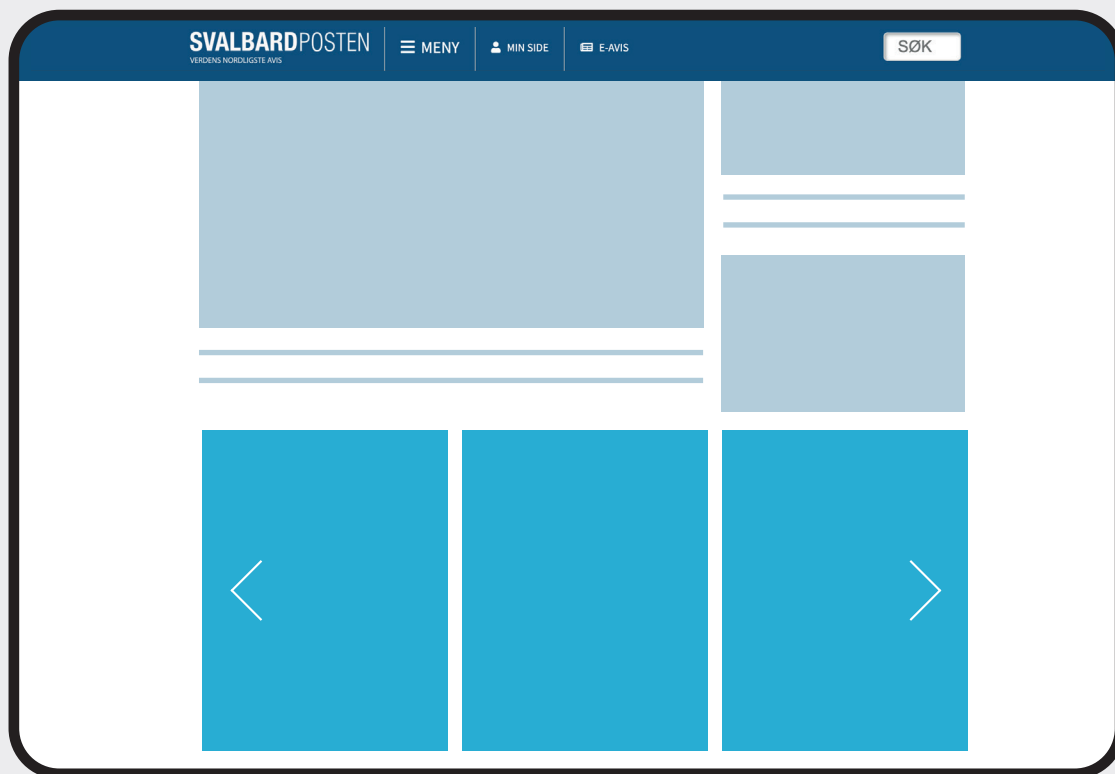 SVALBARDPOSTEN
VERDENS NORDLIGSTE AVIS
MENY
MIN SIDE
E-AVIS
SØK